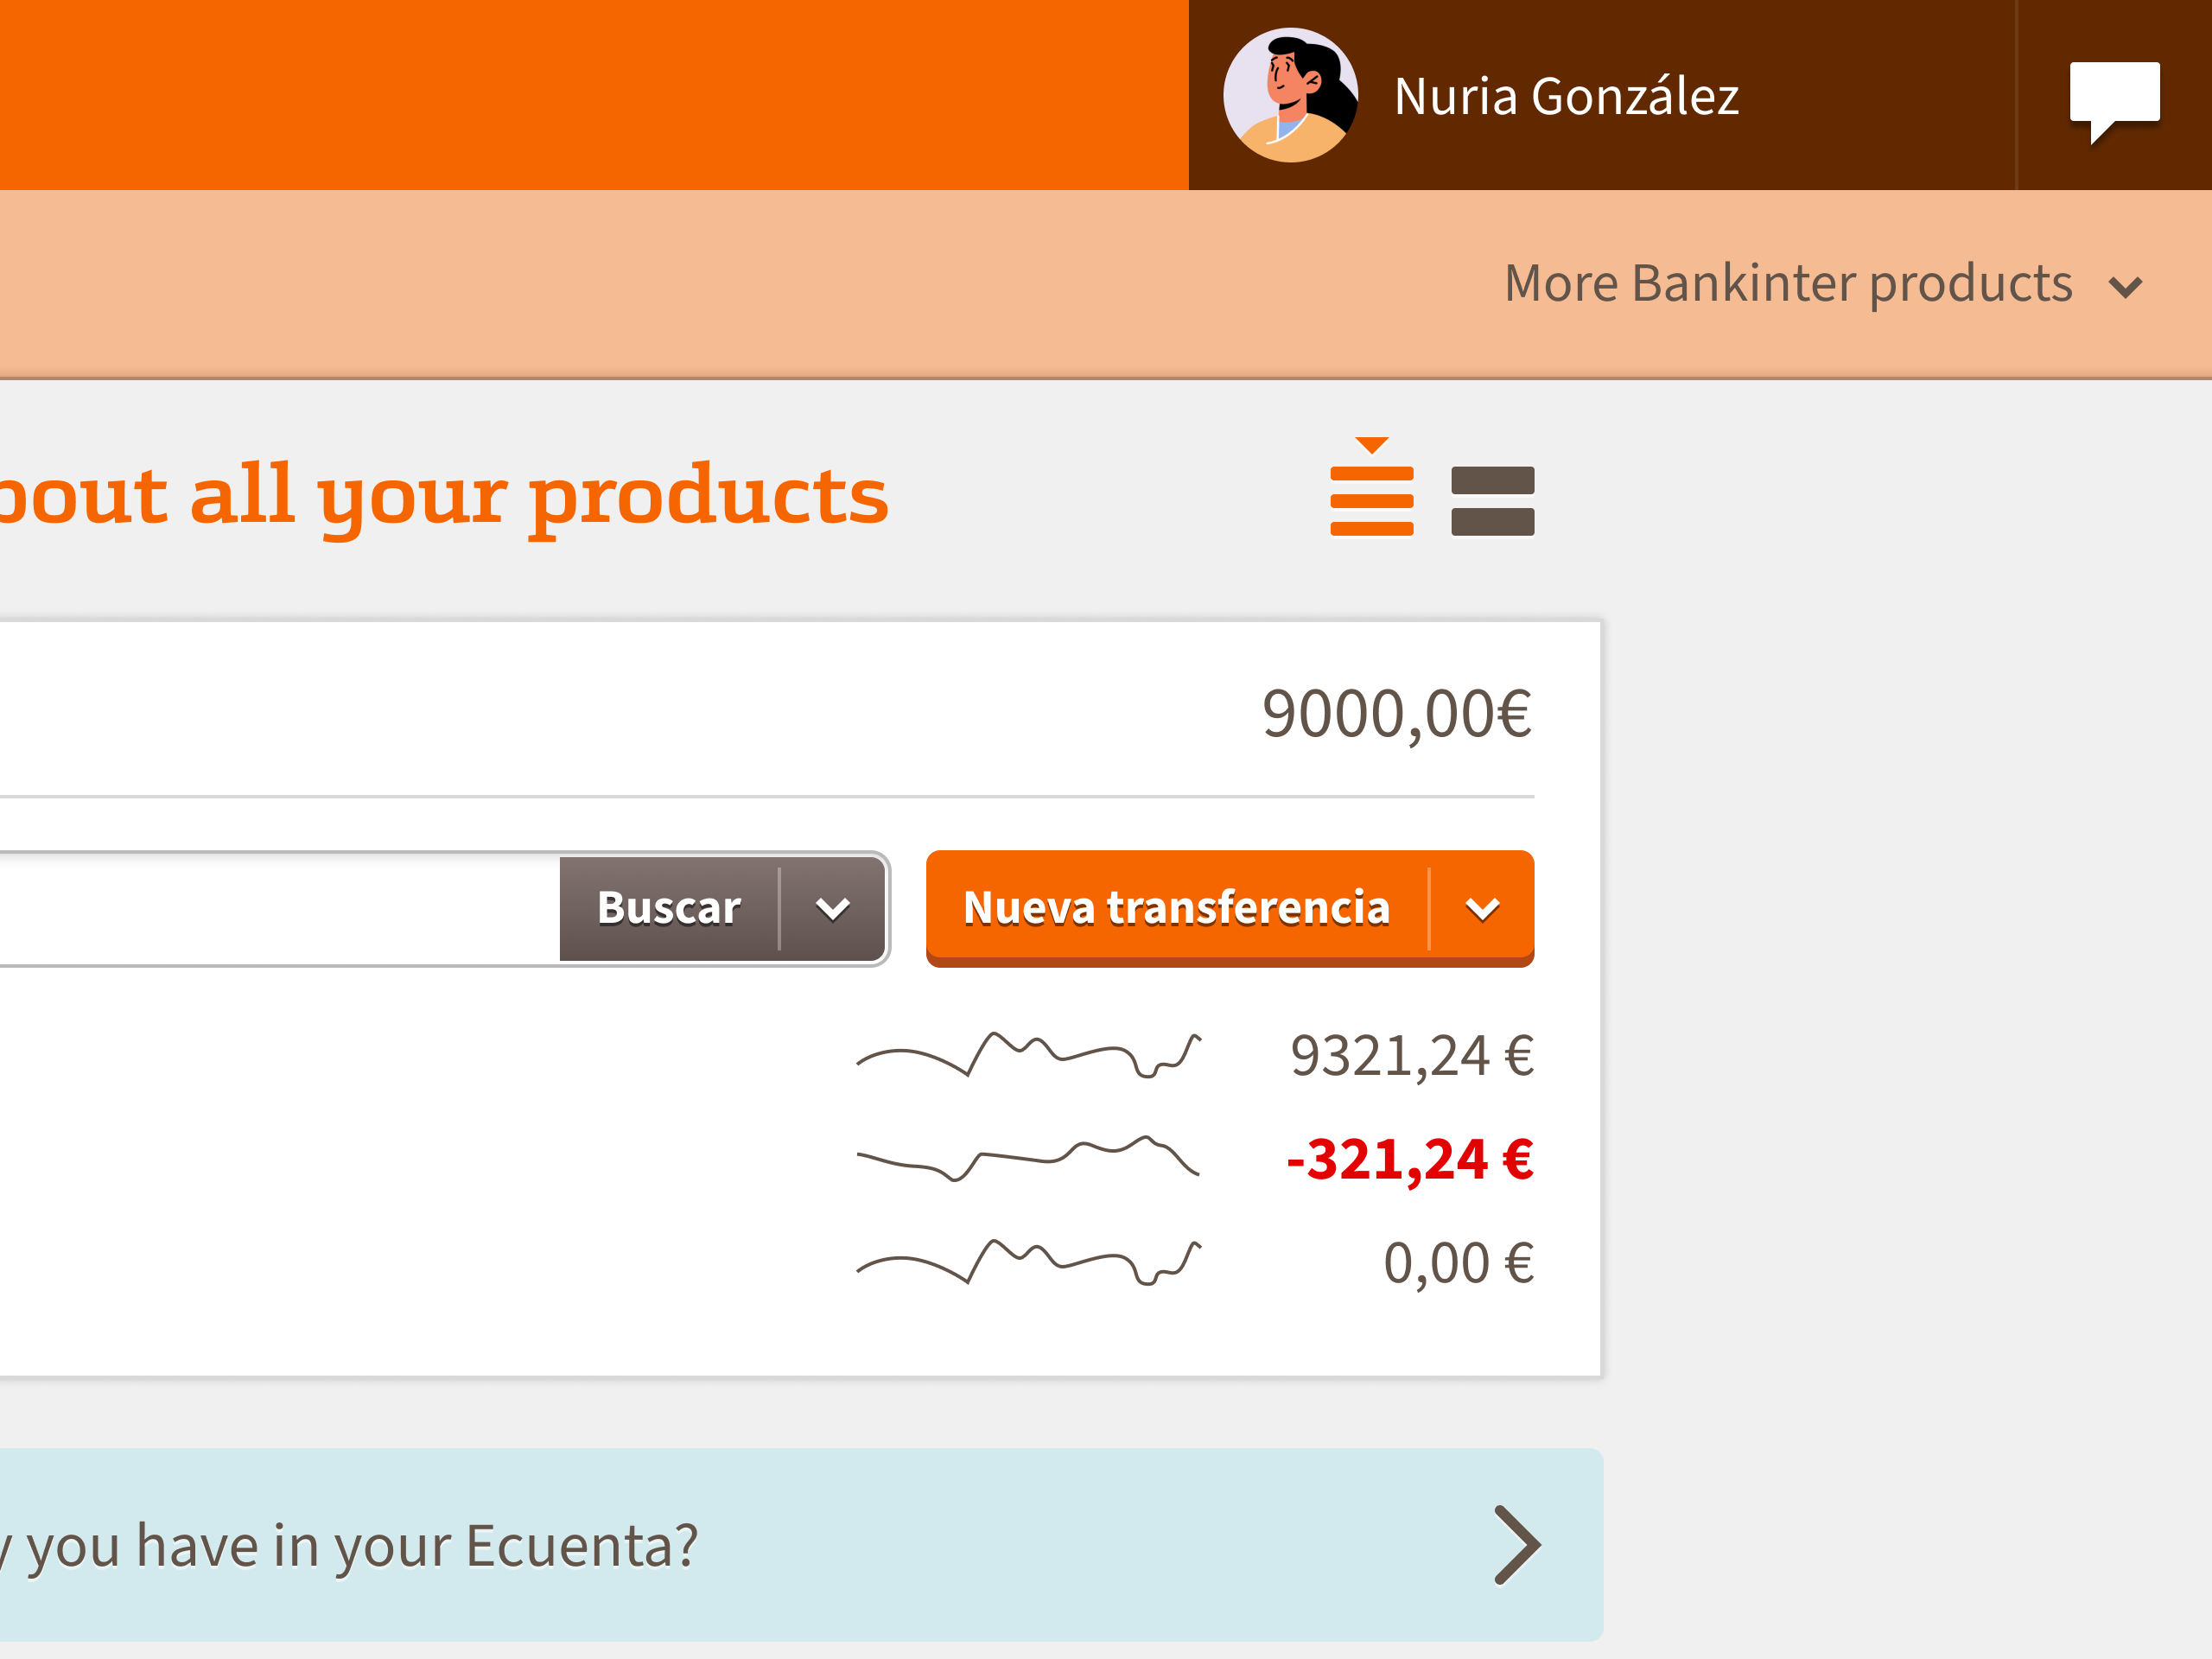 Nuria González
More Bankinter products
bout all your products
9000,00€
Buscar
Nueva transferencia
9321,24 €
-321,24 €
0,00 €
y you have in your Ecuenta?